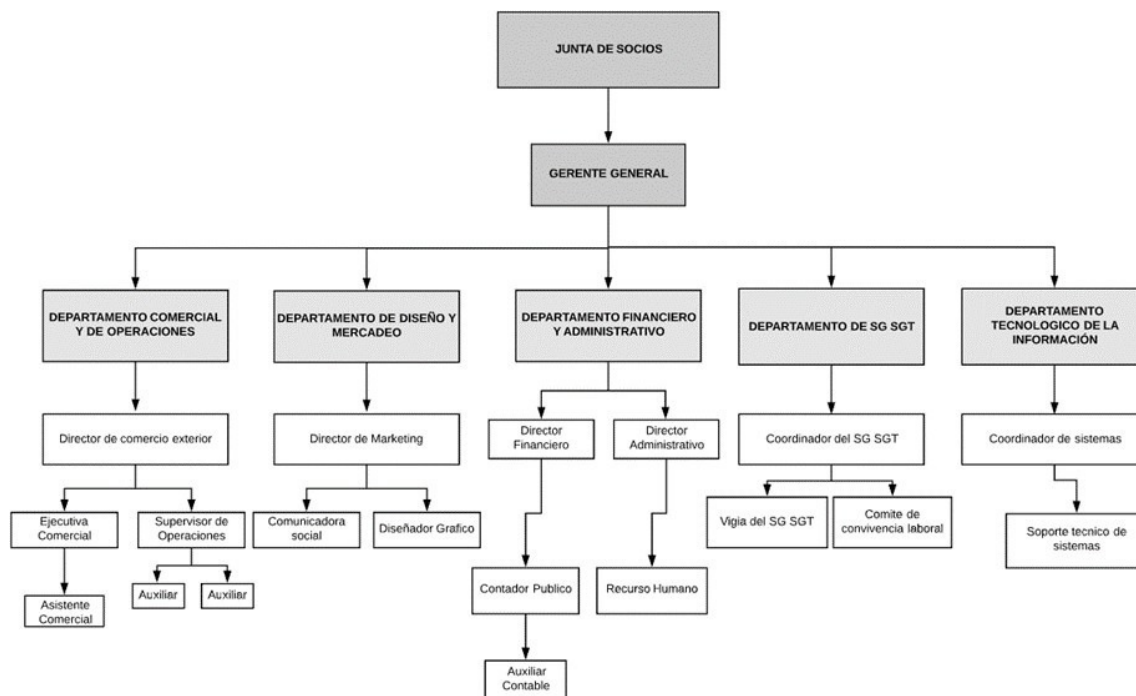 JUNTA DE SOCIOS
GERENTE GENERAL
DEPARTAMENTO COMERCIAL
Y DE OPERACIONES
DEPARTAMENTO DE DISEÑO Y
MERCADEO
DEPARTAMENTO FINANCIERO
Y ADMINISTRATIVO
DEPARTAMENTO DE SG SGT
DEPARTAMENTO
TECNOLOGICO DE LA
INFORMACIÓN
Director de comercio exterior
Director de Marketing
Director
Financiero
Director
Administrativo
Coordinador del SG SGT
Coordinador de sistemas
Ejecutiva
Comercial
Supervisor de
Operaciones
Comunicadora
social
Diseñador Grafico
Vigia del SG SGT
Comite de
convivencia laboral
Soporte tecnico de
sistemas
Asistente
Comercial
Auxiliar
Auxiliar
Contador Publico
Recurso Humano
Auxiliar
Contable